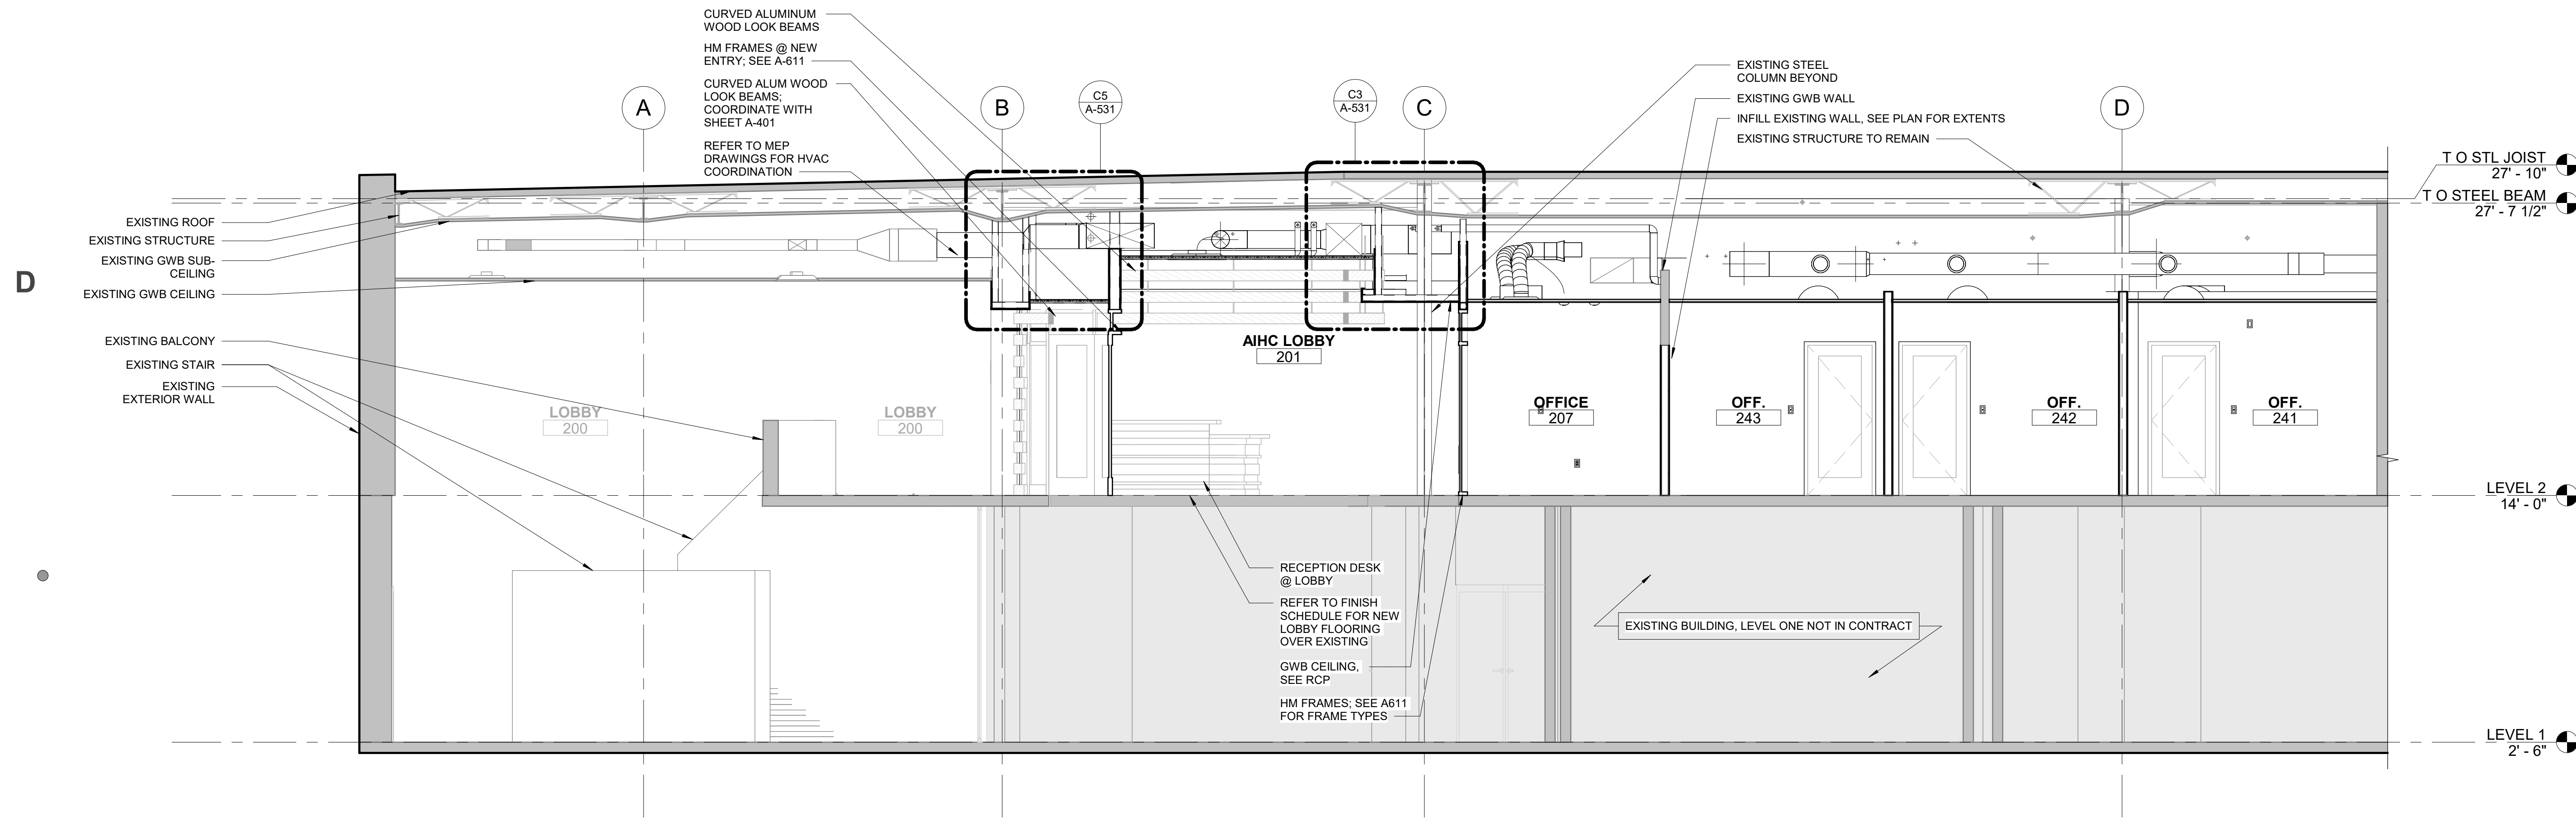 CURVED ALUMINUM
WOOD LOOK BEAMS
HM FRAMES @ NEW
ENTRY; SEE A-611
CURVED ALUM WOOD
LOOK BEAMS;
COORDINATE WITH
SHEET A-401
REFER TO MEP
DRAWINGS FOR HVAC
COORDINATION
A
B
C5
A-531
C3
A-531
C
D
EXISTING STEEL
COLUMN BEYOND
EXISTING GWB WALL
INFILL EXISTING WALL, SEE PLAN FOR EXTENTS
EXISTING STRUCTURE TO REMAIN
T O STL JOIST
27' - 10"
T O STEEL BEAM
27' - 7 1/2"
EXISTING ROOF
EXISTING STRUCTURE
EXISTING GWB SUB-
CEILING
EXISTING GWB CEILING
D
EXISTING BALCONY
EXISTING STAIR
EXISTING
EXTERIOR WALL
LOBBY
200
LOBBY
200
AIHC LOBBY
201
OFFICE
207
OFF.
243
OFF.
242
OFF.
241
LEVEL 2
14' - 0"
RECEPTION DESK
@ LOBBY
REFER TO FINISH
SCHEDULE FOR NEW
LOBBY FLOORING
OVER EXISTING
GWB CEILING,
SEE RCP
HM FRAMES; SEE A611
FOR FRAME TYPES
EXISTING BUILDING, LEVEL ONE NOT IN CONTRACT
LEVEL 1
2' - 6"